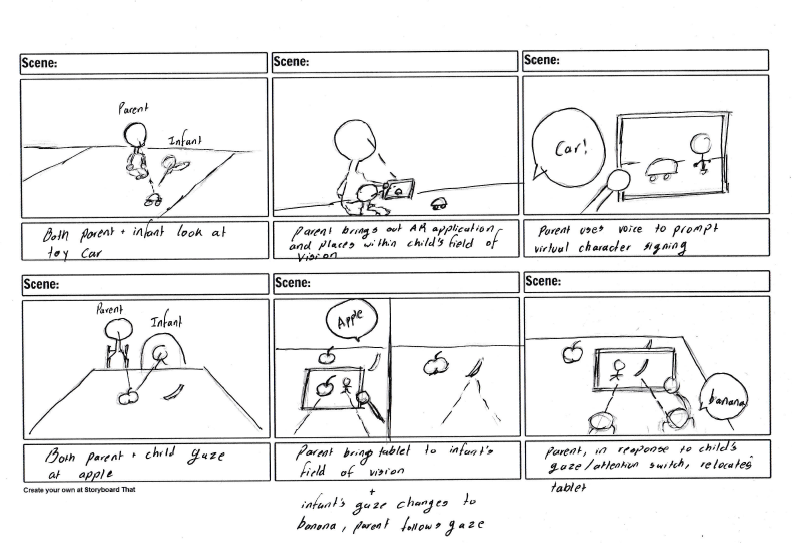 Scene:
Scene:
Scene:
Parent
Infant
Car!
Both parent + infant look at
toy car
Parent brings out AR application
and places within child's field of
vision
Parent uses voice to prompt
virtual character signing
Scene:
Scene:
Scene:
Parent
Infant
Apple
banana
Both parent + child gaze
at apple
Parent brings tablet to infant's
field of vision
+
infant's gaze changes to
banana, parent follows gaze
Parent, in response to child's
gaze/attention switch, relocates
tablet
Create your own at Storyboard That